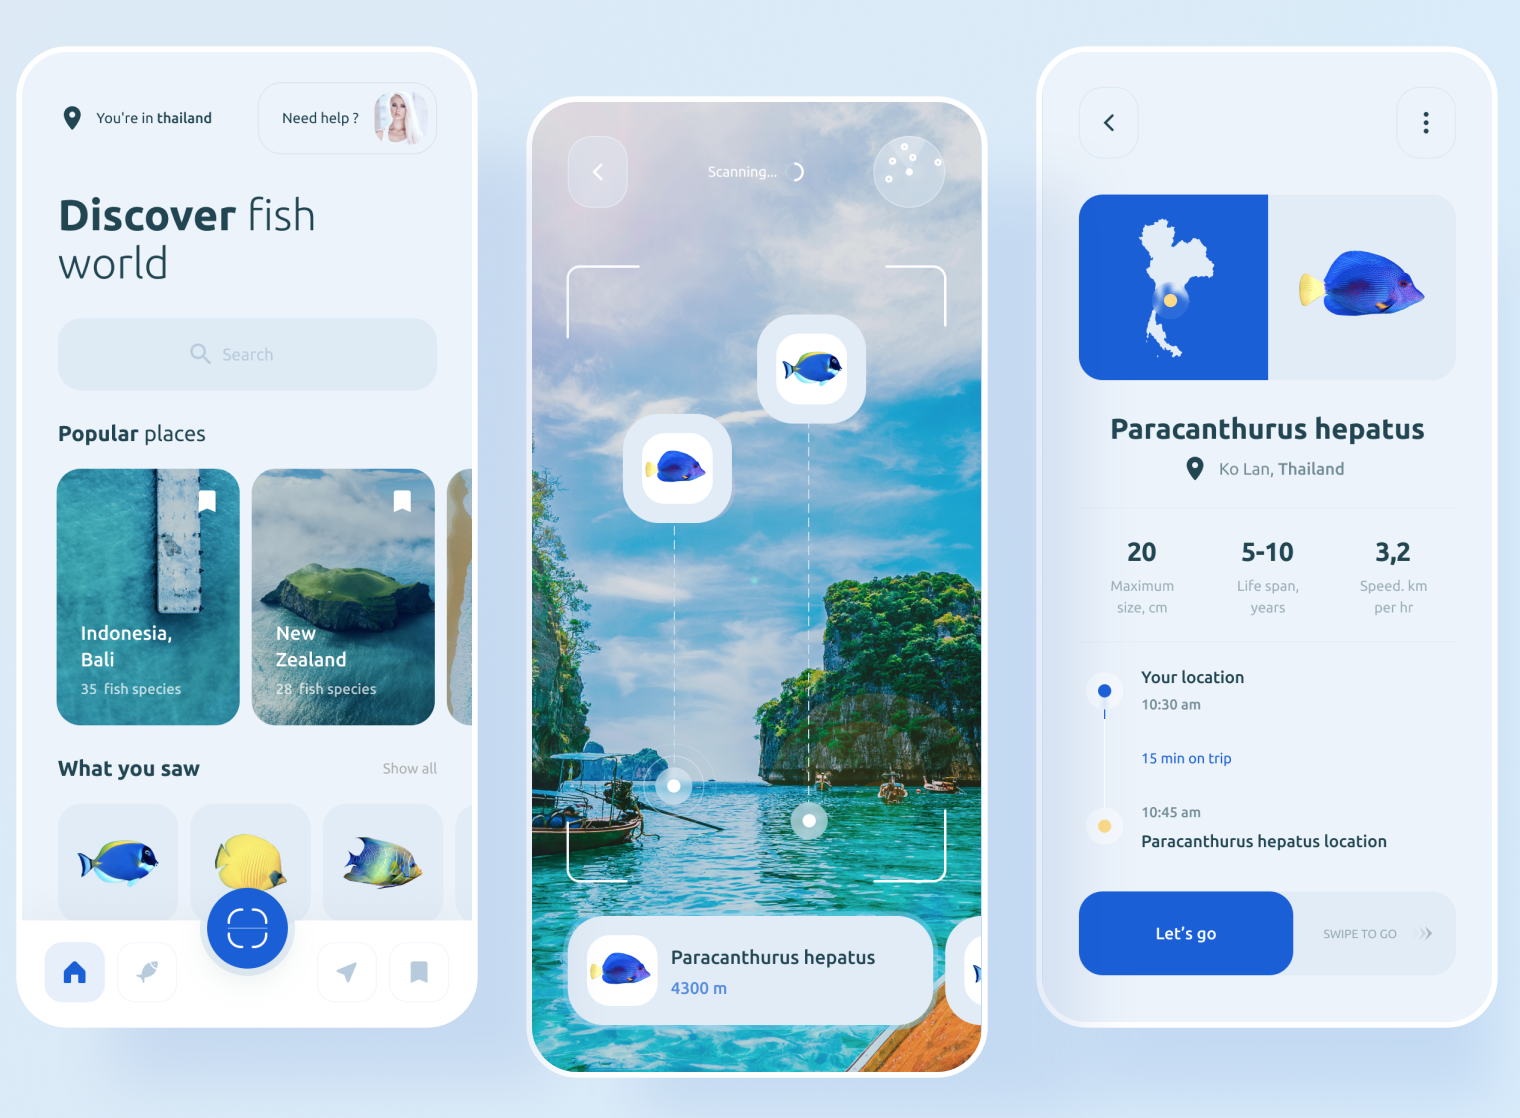 You're in thailand
Need help ?
Discover fish
world
Search
Popular places
Indonesia,
Bali
35 fish species
New
Zealand
28 fish species
What you saw
Show all
Scanning...
Paracanthurus hepatus
4300 m
Paracanthurus hepatus
Ko Lan, Thailand
20
Maximum
size, cm
5-10
Life span,
years
3,2
Speed. km
per hr
Your location
10:30 am
15 min on trip
10:45 am
Paracanthurus hepatus location
Let's go
SWIPE TO GO